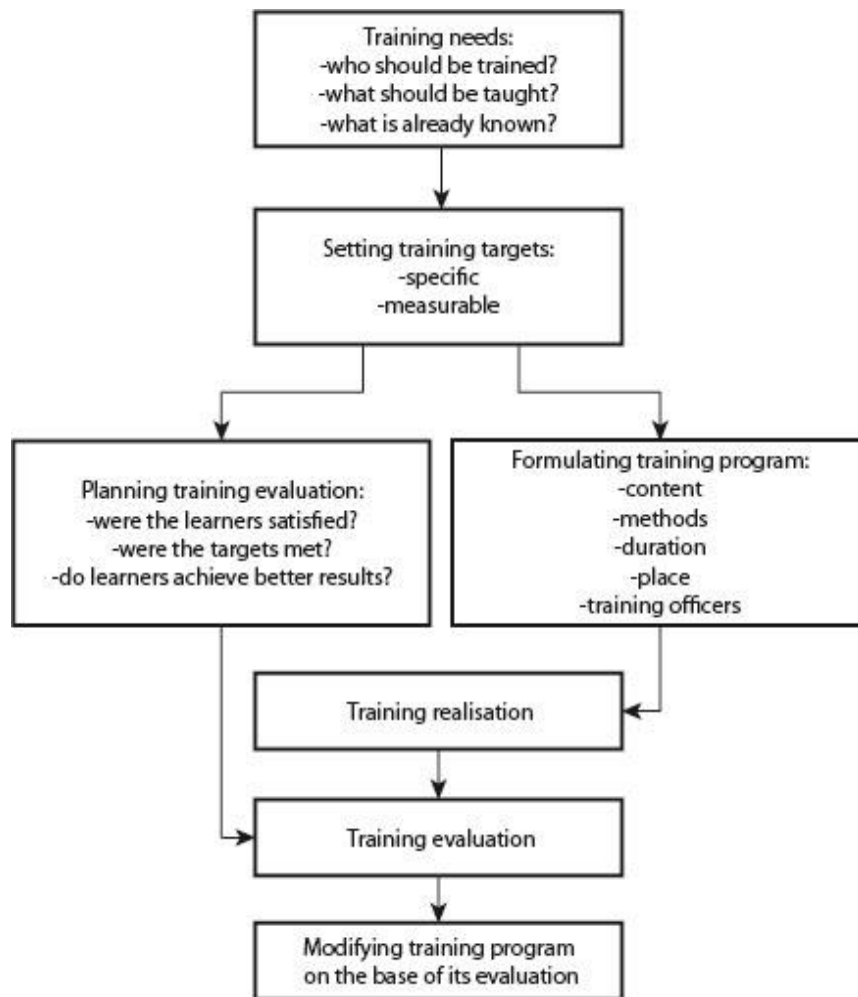 Training needs:
-who should be trained?
-what should be taught?
-what is already known?
Setting training targets:
-specific
-measurable
Planning training evaluation:
-were the learners satisfied?
-were the targets met?
-do learners achieve better results?
Formulating training program:
-content
-methods
-duration
-place
-training officers
Training realisation
Training evaluation
Modifying training program
on the base of its evaluation